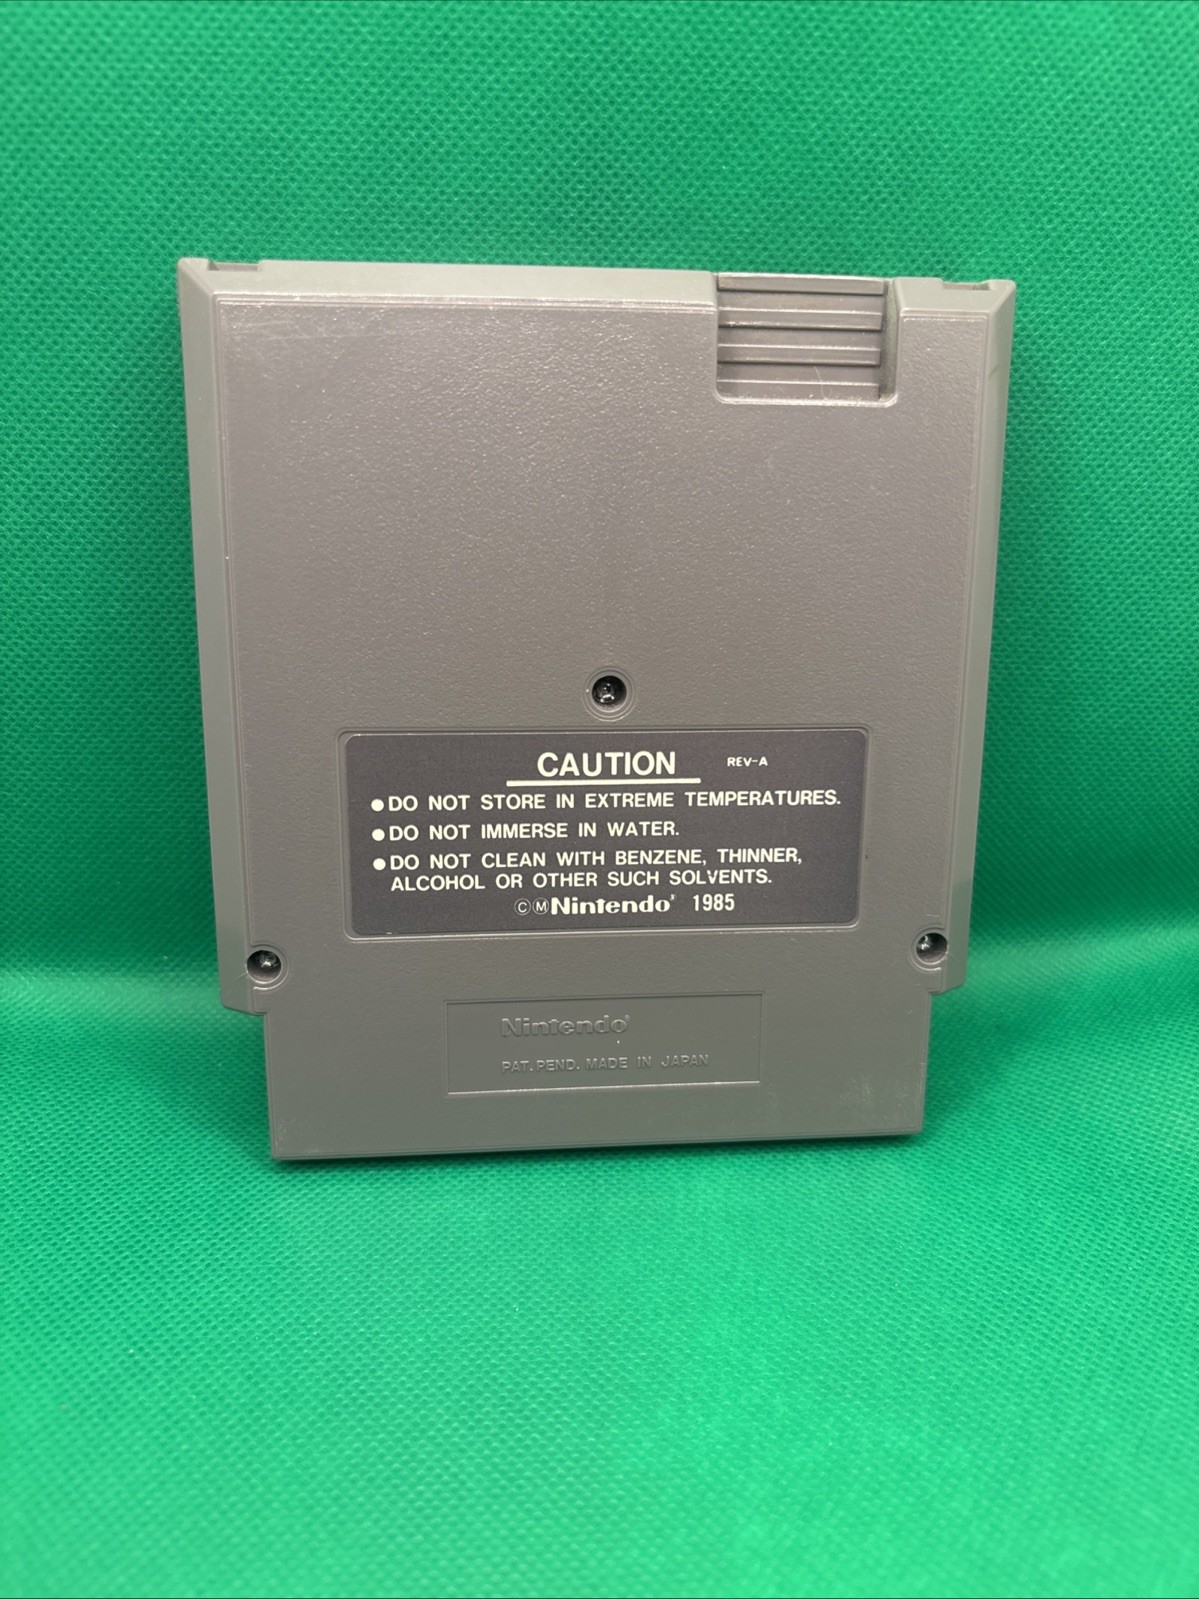 CAUTION REV-A
●DO NOT STORE IN EXTREME TEMPERATURES.
●DO NOT IMMERSE IN WATER.
●DO NOT CLEAN WITH BENZENE, THINNER,
ALCOHOL OR OTHER SUCH SOLVENTS.
ⒸⓂNintendo® 1985
Nintendo®
PAT. PEND. MADE IN JAPAN